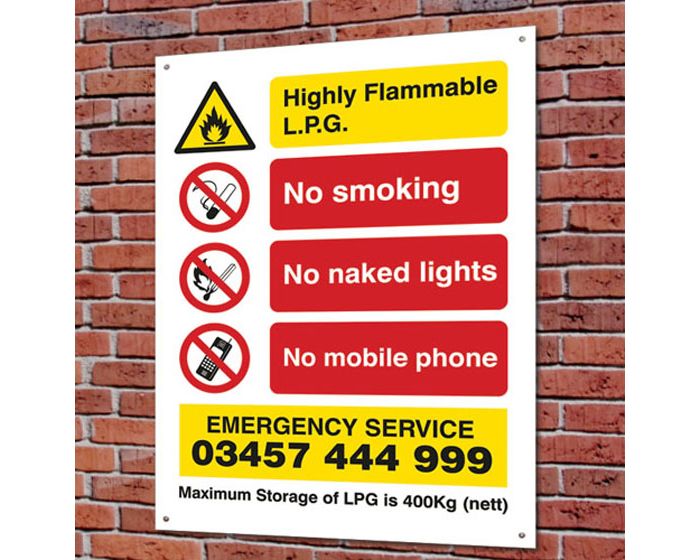 Highly Flammable
L.P.G.
No smoking
No naked lights
No mobile phone
EMERGENCY SERVICE
03457 444 999
Maximum Storage of LPG is 400Kg (nett)